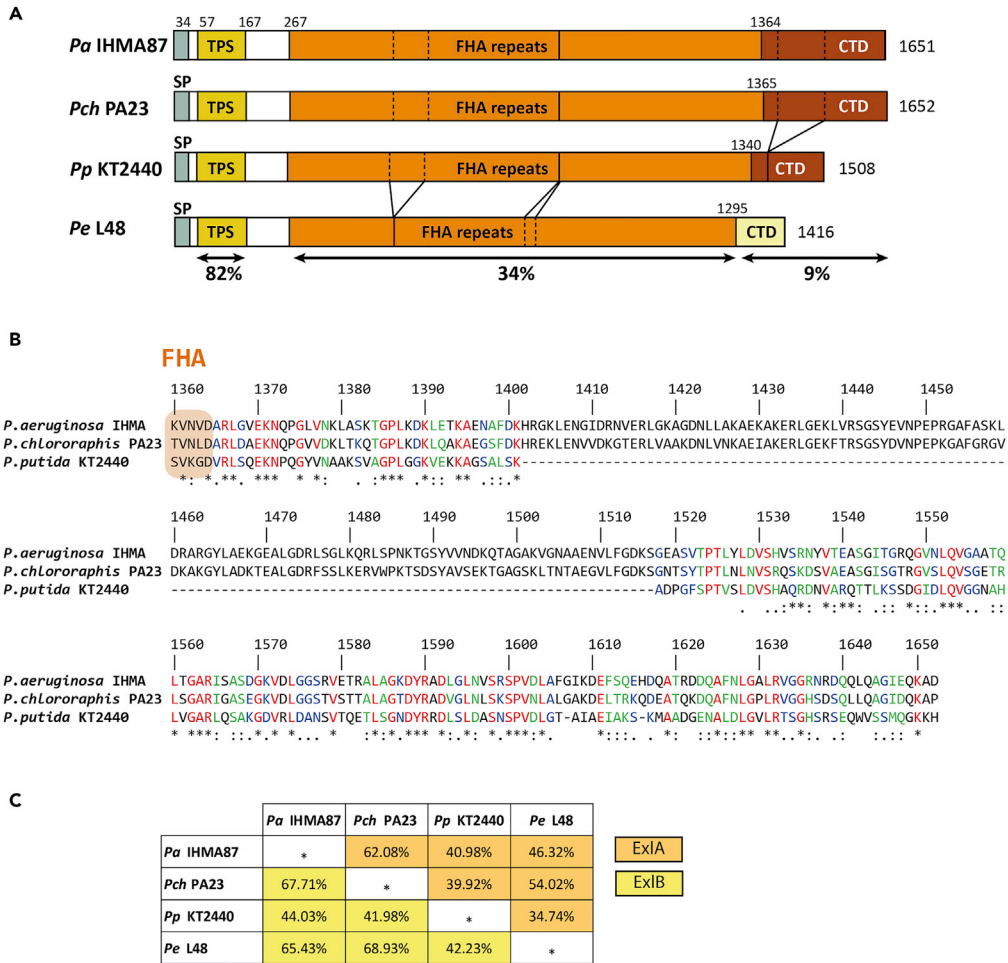 A
34 57 167 267 1364
Pa IHMA87 TPS FHA repeats CTD 1651
SP 1365
Pch PA23 TPS FHA repeats CTD 1652
SP 1340
Pp KT2440 TPS FHA repeats CTD 1508
SP 1295
Pe L48 TPS FHA repeats CTD 1416
82% 34% 9%
B
FHA
1360 1370 1380 1390 1400 1410 1420 1430 1440 1450
P.aeruginosa IHMA KVNVDARLGVEKNQPGLVNKLASKTGPLKDKLETKAENAFDKHRGKLENGIDRNVERLGKAGDNLLAKAEKAKERLGEKLVRSGSYEVNPEPRGAFASKL
P.chlororaphis PA23 TVNLDARLDAEKNQPGVVDKLTKQTGPLKDKLQAKAEGSFDKHREKLENVVDKGTERLVAAKDNLVNKAEIAKERLGEKFAKSGSYDVNPEPKGAFGRV
P.putida KT2440 SVKGDVRLSQEKNPQGYVNAAKSVAGPLGGKVEKKAGSALSK----------------------------------------------------------
1460 1470 1480 1490 1500 1510 1520 1530 1540 1550
P.aeruginosa IHMA DRARGYLAEKGEALGDRLSGLKQRLSPNKTGSYVVNDKQTAGAKVGNAAENVLFGDKSGEASVTPTLYLDVSHVSRNYVTEASGITGRQGVNLQVGAATQ
P.chlororaphis PA23 DKAKGYLADKTEALGDRFSSLKERVWPKTSDSYAVSEKTGAGSKLTNTAEGVLFGDKSGNTSYTPTLNLNVSRQSKDSVAEASGISGTRGVSLQVSGETR
P.putida KT2440 ----------------------------------------------------------ADPGFSPTVSLDVSHAQRDNVARQTTLKSSDGIDLQVGGNAH
1560 1570 1580 1590 1600 1610 1620 1630 1640 1650
P.aeruginosa IHMA LTGARISASDGKVDLGGSRVETRALAGKDYRADLGLNVSRSPVDLAFGIKDEFSQEHDQATRDDQAFNLGALRVGGRNRDQQLQAGIEQKAD
P.chlororaphis PA23 LSGARIGASEGKVDLGGSTVSTTALAGTDYRADVGLNLSKSPVNLALGAKDELTRKQDEATQKDQAFNLGPLRVGGHSDSQLLQAGIDQKAP
P.putida KT2440 LVGARLQSAKGDVRLDANSVTQETLSGNDYRRDLSLDASNSPVDLGT-AIAEIAKS-KMAADGENALDLGVLRTSGHSRSEQWVSSMQGKKH
C
Pa IHMA87 Pch PA23 Pp KT2440 Pe L48
Pa IHMA87 * 62.08% 40.98% 46.32% ExlA
Pch PA23 67.71% * 39.92% 54.02% ExlB
Pp KT2440 44.03% 41.98% * 34.74%
Pe L48 65.43% 68.93% 42.23% *